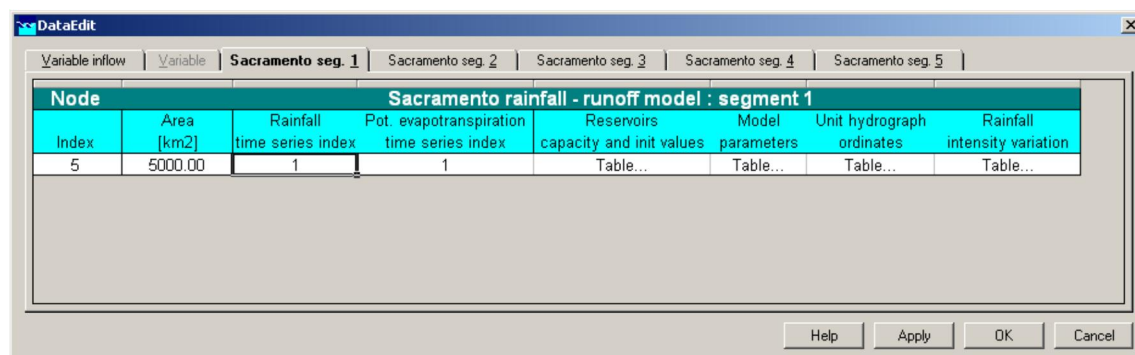 DataEdit
Variable inflow Variable Sacramento seg. 1 Sacramento seg. 2 Sacramento seg. 3 Sacramento seg. 4 Sacramento seg. 5
Node Sacramento rainfall - runoff model : segment 1
Area Rainfall Pot. evapotranspiration Reservoirs Model Unit hydrograph Rainfall
Index [km2] time series index time series index capacity and init values parameters ordinates intensity variation
5 5000.00 1 1 Table... Table... Table... Table...
Help Apply OK Cancel